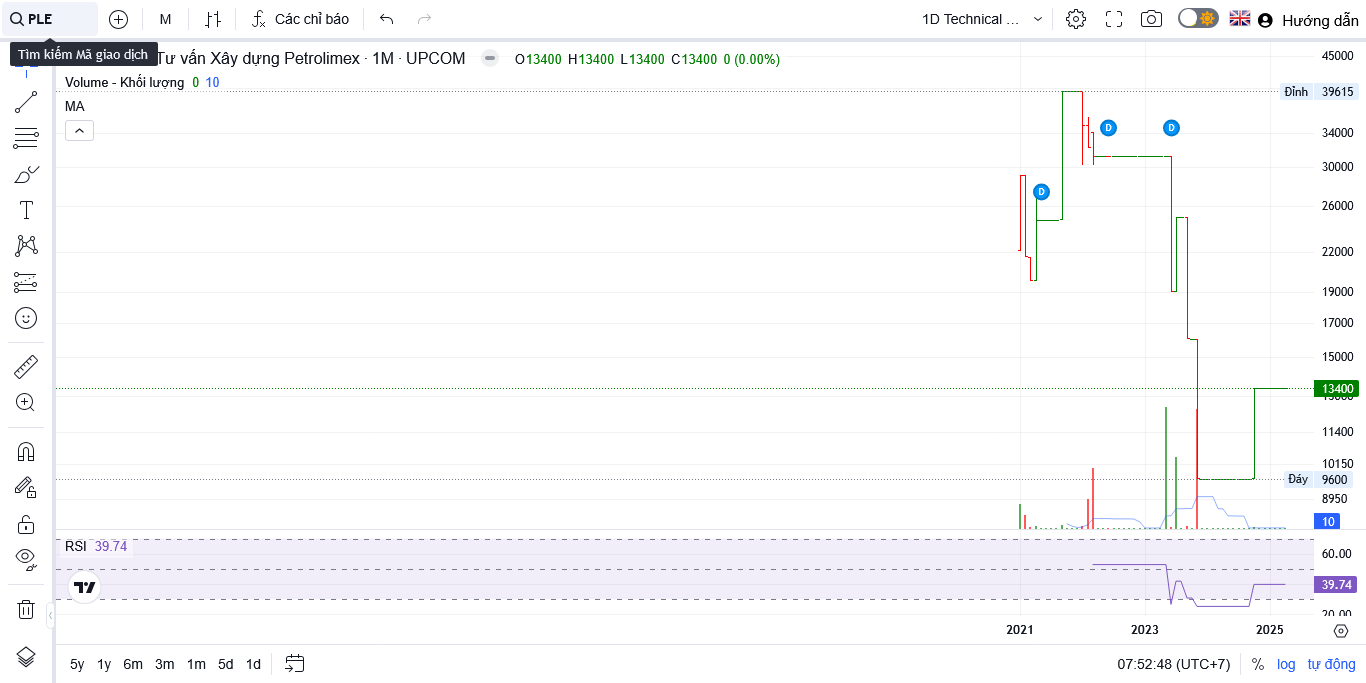 PLE
M
Các chỉ báo
1D Technical ...
Hướng dẫn
Tìm kiếm Mã giao dịch
Tư vấn Xây dựng Petrolimex · 1M · UPCOM
O13400 H13400 L13400 C13400 0 (0.00%)
Volume - Khối lượng 0 10
MA
45000
Đỉnh 39615
34000
30000
26000
22000
19000
17000
15000
13400
11400
10150
Đáy 9600
8950
10
D
D
D
RSI 39.74
60.00
39.74
20.00
2021 2023 2025
5y 1y 6m 3m 1m 5d 1d
07:52:48 (UTC+7) % log tự động